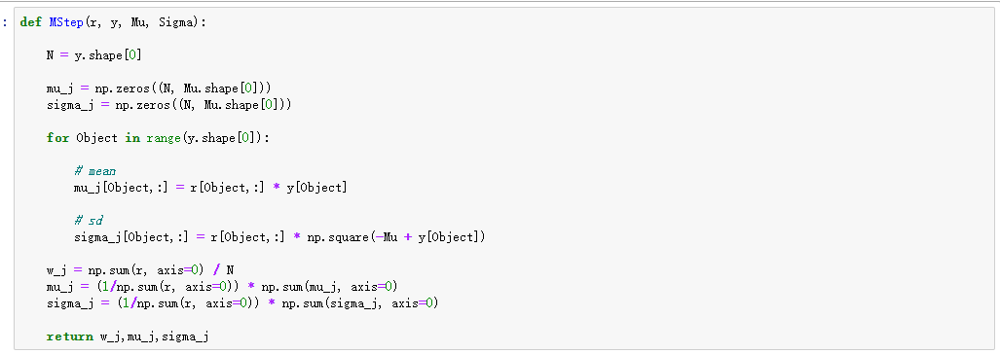 : def MStep(r, y, Mu, Sigma):
N = y.shape[0]
mu_j = np.zeros((N, Mu.shape[0]))
sigma_j = np.zeros((N, Mu.shape[0]))
for Object in range(y.shape[0]):
# mean
mu_j[Object,:] = r[Object,:] * y[Object]
# sd
sigma_j[Object,:] = r[Object,:] * np.square(-Mu + y[Object])
w_j = np.sum(r, axis=0) / N
mu_j = (1/np.sum(r, axis=0)) * np.sum(mu_j, axis=0)
sigma_j = (1/np.sum(r, axis=0)) * np.sum(sigma_j, axis=0)
return w_j,mu_j,sigma_j